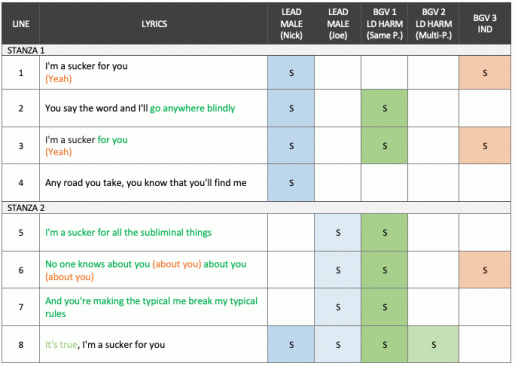 LINE LYRICS LEAD MALE (Nick) LEAD MALE (Joe) BGV 1 LD HARM (Same P.) BGV 2 LD HARM (Multi-P.) BGV 3 IND
STANZA 1
1 I'm a sucker for you S S
(Yeah)
2 You say the word and I'll go anywhere blindly S S
3 I'm a sucker for you S S S
(Yeah)
4 Any road you take, you know that you'll find me S
STANZA 2
5 I'm a sucker for all the subliminal things S S
6 No one knows about you (about you) about you S S S
(about you)
7 And you're making the typical me break my typical S S
rules
8 It's true, I'm a sucker for you S S S S